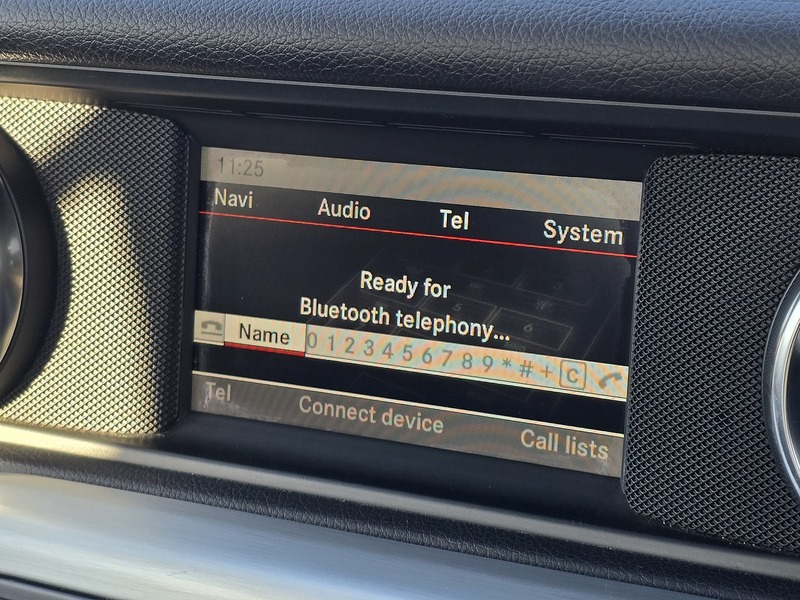 11:25
Navi Audio Tel System
Ready for
Bluetooth telephony...
Name 0 1 2 3 4 5 6 7 8 9 * # + C
Tel Connect device Call lists